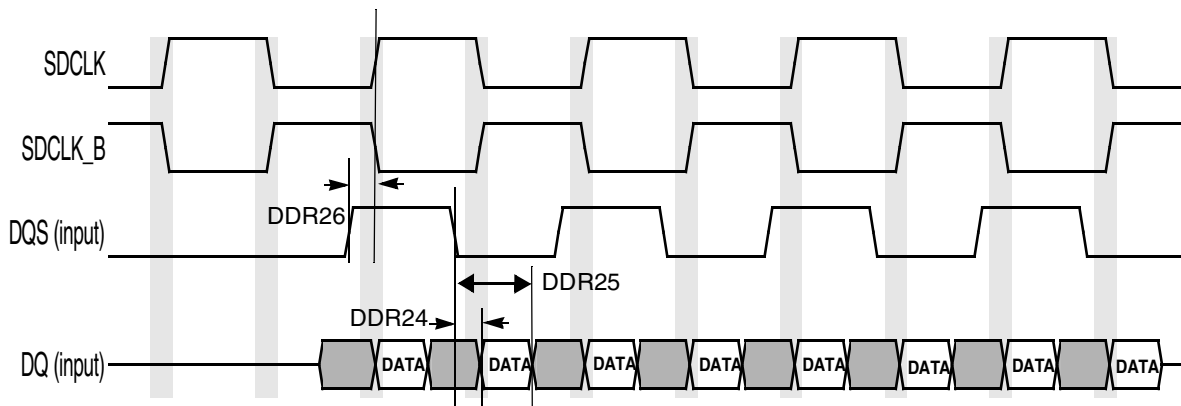 SDCLK
SDCLK_B
DDR26
DQS (input)
DDR25
DDR24
DQ (input)
DATA DATA DATA DATA DATA DATA DATA DATA